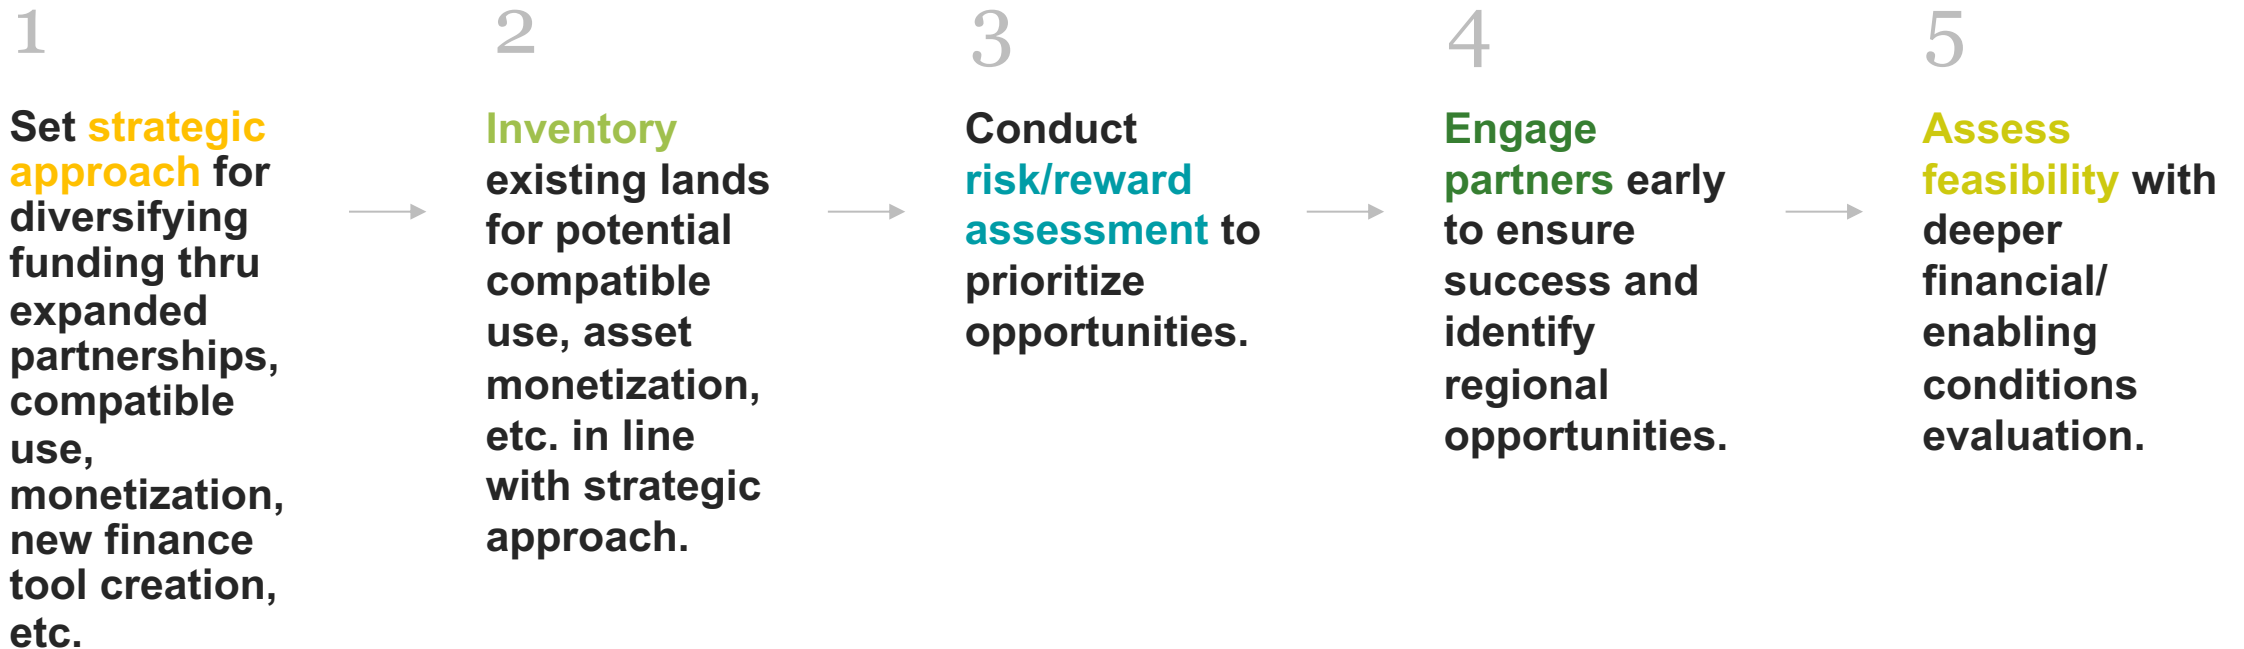 1
Set strategic
approach for
diversifying
funding thru
expanded
partnerships,
compatible
use,
monetization,
new finance
tool creation,
etc.
2
Inventory
existing lands
for potential
compatible
use, asset
monetization,
etc. in line
with strategic
approach.
3
Conduct
risk/reward
assessment to
prioritize
opportunities.
4
Engage
partners early
to ensure
success and
identify
regional
opportunities.
5
Assess
feasibility with
deeper
financial/
enabling
conditions
evaluation.